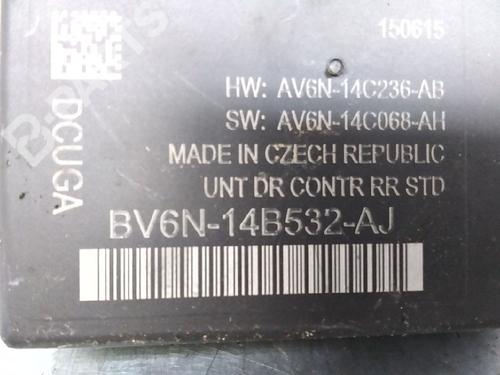 150615
HW: AV6N-14C236-AB
SW: AV6N-14C068-AH
MADE IN CZECH REPUBLIC
UNT DR CONTR RR STD
DCUGA
BV6N-14B532-AJ